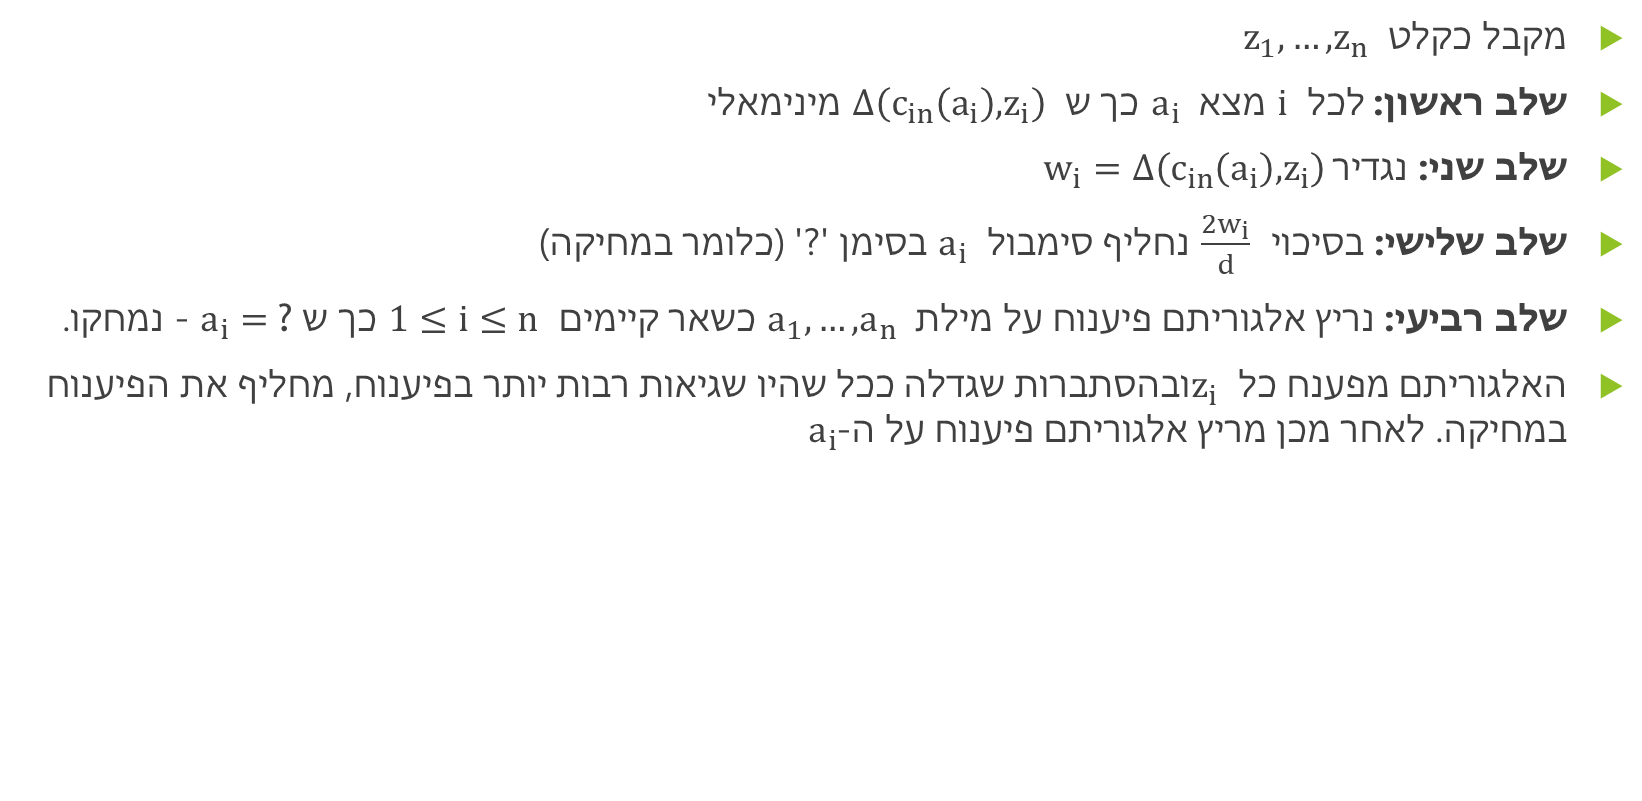 מקבל כקלט z₁, … ,zₙ
שלב ראשון: לכל i מצא aᵢ כך ש Δ(cᵢₙ(aᵢ),zᵢ) מינימאלי
שלב שני: נגדיר wᵢ = Δ(cᵢₙ(aᵢ),zᵢ)
שלב שלישי: בסיכוי 2wᵢ/d נחליף סימבול aᵢ בסימן '?' (כלומר במחיקה)
שלב רביעי: נריץ אלגוריתם פיענוח על מילת a₁, … ,aₙ כשאר קיימים 1 ≤ i ≤ n כך ש aᵢ = ? - נמחקו.
האלגוריתם מפענח כל zᵢ ובהסתברות שגדלה ככל שהיו שגיאות רבות יותר בפיענוח, מחליף את הפיענוח
במחיקה. לאחר מכן מריץ אלגוריתם פיענוח על ה-aᵢ